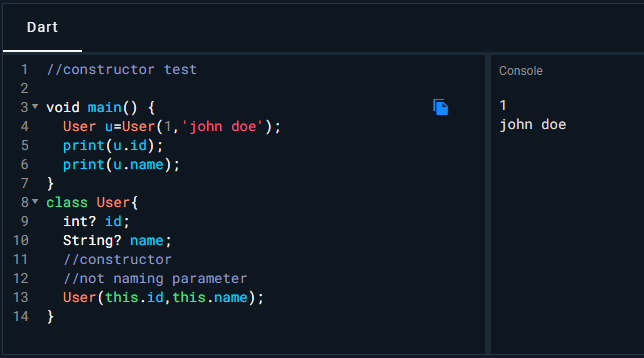 Dart
1 //constructor test
2
3 void main() {
4   User u=User(1,'john doe');
5   print(u.id);
6   print(u.name);
7 }
8 class User{
9   int? id;
10   String? name;
11   //constructor
12   //not naming parameter
13   User(this.id,this.name);
14 }
Console
1
john doe